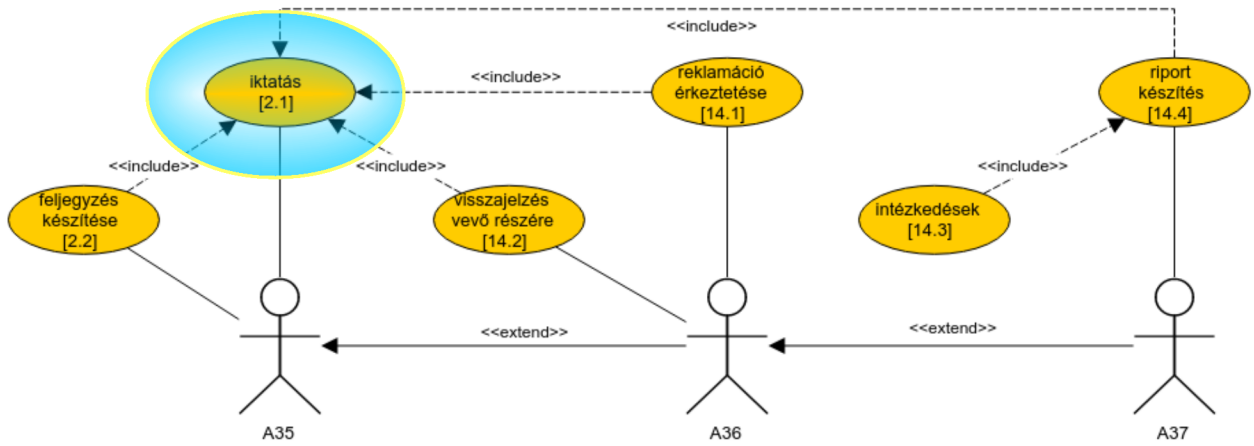 <<include>>
iktatás
[2.1]
<<include>>
reklamáció
érkeztetése
[14.1]
riport
készítés
[14.4]
<<include>>
<<include>>
<<include>>
feljegyzés
készítése
[2.2]
visszajelzés
vevő részére
[14.2]
intézkedések
[14.3]
<<extend>>
<<extend>>
A35
A36
A37